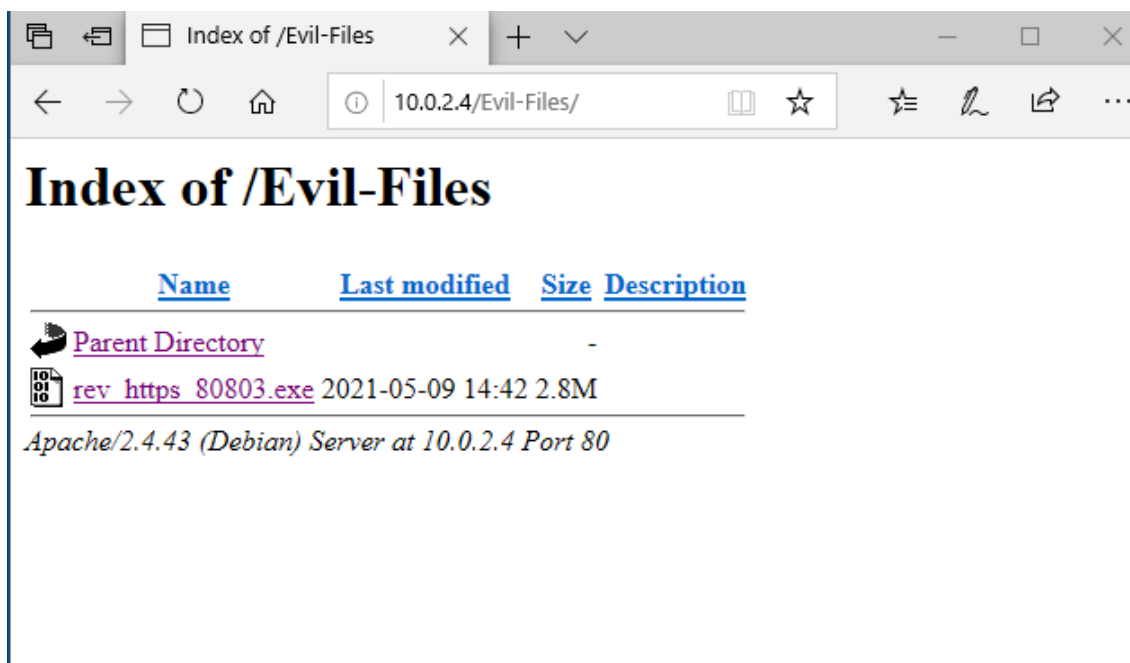 Index of /Evil-Files
10.0.2.4/Evil-Files/
Index of /Evil-Files
Name Last modified Size Description
Parent Directory -
rev_https_80803.exe 2021-05-09 14:42 2.8M
Apache/2.4.43 (Debian) Server at 10.0.2.4 Port 80